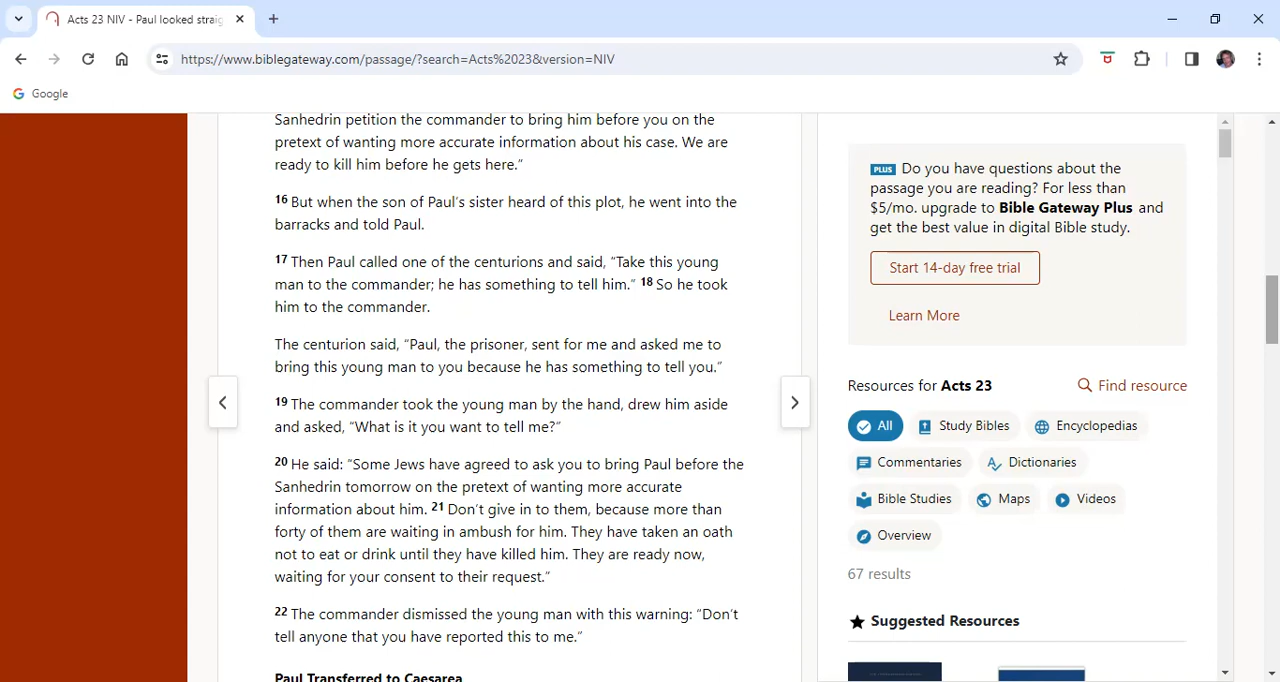 Acts 23 NIV - Paul looked straig
https://www.biblegateway.com/passage/?search=Acts%2023&version=NIV
Google
Sanhedrin petition the commander to bring him before you on the
pretext of wanting more accurate information about his case. We are
ready to kill him before he gets here.”
16 But when the son of Paul’s sister heard of this plot, he went into the
barracks and told Paul.
17 Then Paul called one of the centurions and said, “Take this young
man to the commander; he has something to tell him.” 18 So he took
him to the commander.
The centurion said, “Paul, the prisoner, sent for me and asked me to
bring this young man to you because he has something to tell you.”
19 The commander took the young man by the hand, drew him aside
and asked, “What is it you want to tell me?”
20 He said: “Some Jews have agreed to ask you to bring Paul before the
Sanhedrin tomorrow on the pretext of wanting more accurate
information about him. 21 Don’t give in to them, because more than
forty of them are waiting in ambush for him. They have taken an oath
not to eat or drink until they have killed him. They are ready now,
waiting for your consent to their request.”
22 The commander dismissed the young man with this warning: “Don’t
tell anyone that you have reported this to me.”
Paul Transferred to Caesarea
PLUS Do you have questions about the
passage you are reading? For less than
$5/mo. upgrade to Bible Gateway Plus and
get the best value in digital Bible study.
Start 14-day free trial
Learn More
Resources for Acts 23 Find resource
All Study Bibles Encyclopedias
Commentaries Dictionaries
Bible Studies Maps Videos
Overview
67 results
Suggested Resources